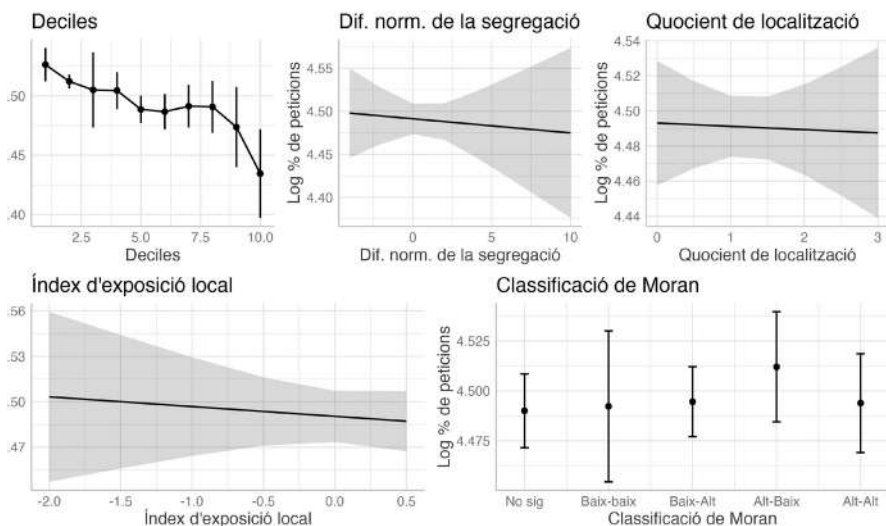 Deciles
.50
.45
.40
2.5
5.0
7.5
10.0
Deciles
Dif. norm. de la segregació
Log % de peticions
4.55
4.50
4.45
4.40
0
5
10
Dif. norm. de la segregació
Quocient de localització
Log % de peticions
4.54
4.52
4.50
4.48
4.46
4.44
0
1
2
3
Quocient de localització
Índex d'exposició local
.56
.53
.50
.47
-2.0
-1.5
-1.0
-0.5
0.0
0.5
Índex d'exposició local
Classificació de Moran
Log % de peticions
4.525
4.500
4.475
No sig
Baix-baix
Baix-Alt
Alt-Baix
Alt-Alt
Classificació de Moran